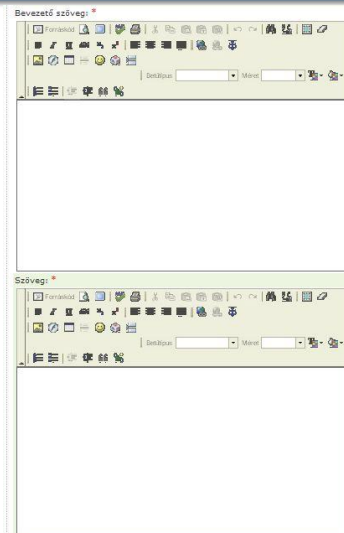 Bevezető szöveg: *
Forráskód
Betűtípus Méret
Szöveg: *
Forráskód
Betűtípus Méret